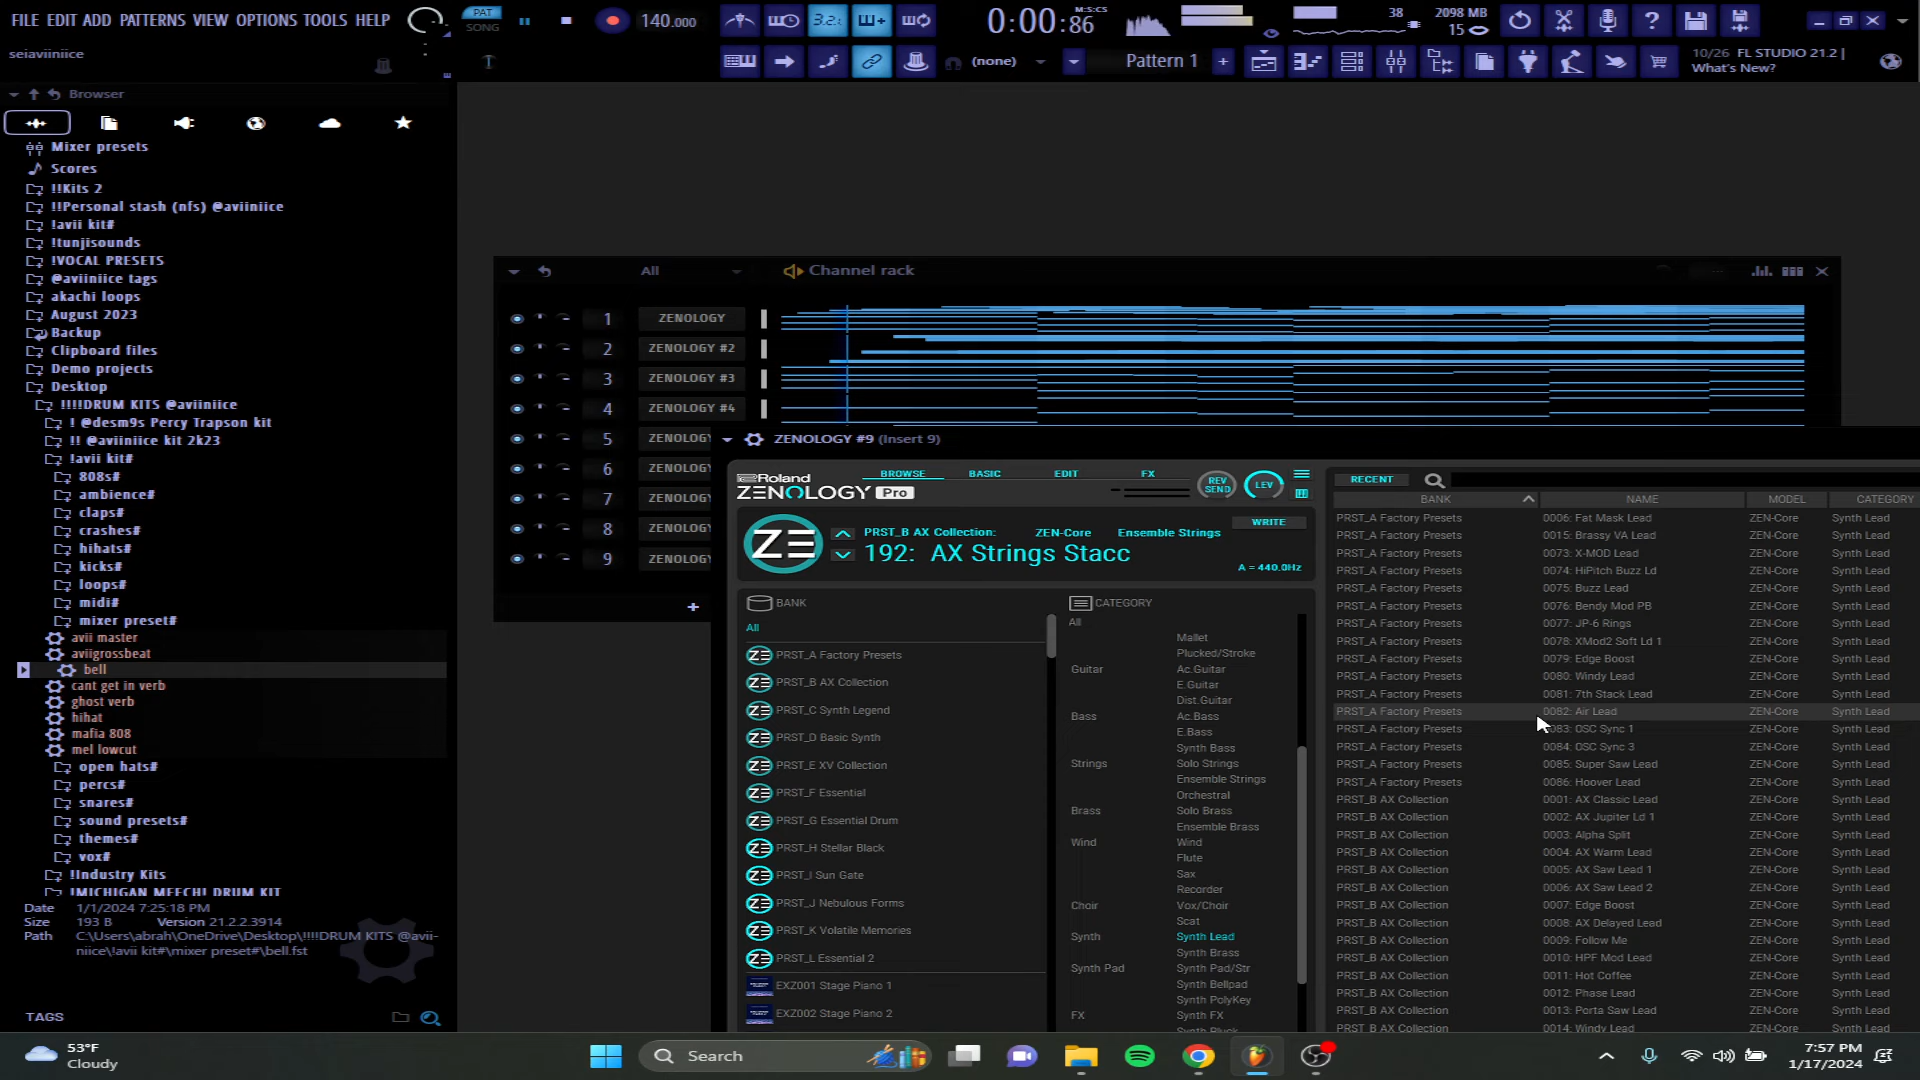 FILE EDIT ADD PATTERNS VIEW OPTIONS TOOLS HELP
PAT
SONG
140.000
3.2
0:00:86
M:S:CS
38
2098 MB
15
seiaviiniice
(none)
Pattern 1
10/26 FL STUDIO 21.2 |
What's New?
Browser
Mixer presets
Scores
!!Kits 2
!!Personal stash (nfs) @aviiniice
!avii kit#
!tunjisounds
!VOCAL PRESETS
@aviiniice tags
akachi loops
August 2023
Backup
Clipboard files
Demo projects
Desktop
!!!!DRUM KITS @aviiniice
! @desm9s Percy Trapson kit
!! @aviiniice kit 2k23
!avii kit#
808s#
ambience#
claps#
crashes#
hihats#
kicks#
loops#
midi#
mixer preset#
avii master
aviigrossbeat
bell
cant get in verb
ghost verb
hihat
mafia 808
mel lowcut
open hats#
percs#
snares#
sound presets#
themes#
vox#
!Industry Kits
!MICHIGAN MEECH! DRUM KIT
Date 1/1/2024 7:25:18 PM
Size 193 B Version 21.2.2.3914
Path C:\Users\abrah\OneDrive\Desktop\!!!!DRUM KITS @avii-
niice\!avii kit#\mixer preset#\bell.fst
TAGS
All
Channel rack
1 ZENOLOGY
2 ZENOLOGY #2
3 ZENOLOGY #3
4 ZENOLOGY #4
5 ZENOLOGY
6 ZENOLOGY
7 ZENOLOGY
8 ZENOLOGY
9 ZENOLOGY
+
ZENOLOGY #9 (Insert 9)
Roland
ZENOLOGY Pro
BROWSE BASIC EDIT FX
REV SEND
LEV
ZE
PRST_B AX Collection: ZEN-Core Ensemble Strings
WRITE
192: AX Strings Stacc
A = 440.0Hz
BANK
All
PRST_A Factory Presets
PRST_B AX Collection
PRST_C Synth Legend
PRST_D Basic Synth
PRST_E XV Collection
PRST_F Essential
PRST_G Essential Drum
PRST_H Stellar Black
PRST_I Sun Gate
PRST_J Nebulous Forms
PRST_K Volatile Memories
PRST_L Essential 2
EXZ001 Stage Piano 1
EXZ002 Stage Piano 2
CATEGORY
All
Mallet
Plucked/Stroke
Guitar Ac.Guitar
E.Guitar
Dist.Guitar
Bass Ac.Bass
E.Bass
Synth Bass
Strings Solo Strings
Ensemble Strings
Orchestral
Brass Solo Brass
Ensemble Brass
Wind Wind
Flute
Sax
Recorder
Choir Vox/Choir
Scat
Synth Synth Lead
Synth Brass
Synth Pad Synth Pad/Str
Synth Bellpad
Synth PolyKey
FX Synth FX
Synth Pluck
RECENT
BANK NAME MODEL CATEGORY
PRST_A Factory Presets 0006: Fat Mask Lead ZEN-Core Synth Lead
PRST_A Factory Presets 0015: Brassy VA Lead ZEN-Core Synth Lead
PRST_A Factory Presets 0073: X-MOD Lead ZEN-Core Synth Lead
PRST_A Factory Presets 0074: HiPitch Buzz Ld ZEN-Core Synth Lead
PRST_A Factory Presets 0075: Buzz Lead ZEN-Core Synth Lead
PRST_A Factory Presets 0076: Bendy Mod PB ZEN-Core Synth Lead
PRST_A Factory Presets 0077: JP-6 Rings ZEN-Core Synth Lead
PRST_A Factory Presets 0078: XMod2 Soft Ld 1 ZEN-Core Synth Lead
PRST_A Factory Presets 0079: Edge Boost ZEN-Core Synth Lead
PRST_A Factory Presets 0080: Windy Lead ZEN-Core Synth Lead
PRST_A Factory Presets 0081: 7th Stack Lead ZEN-Core Synth Lead
PRST_A Factory Presets 0082: Air Lead ZEN-Core Synth Lead
PRST_A Factory Presets 0083: OSC Sync 1 ZEN-Core Synth Lead
PRST_A Factory Presets 0084: OSC Sync 3 ZEN-Core Synth Lead
PRST_A Factory Presets 0085: Super Saw Lead ZEN-Core Synth Lead
PRST_A Factory Presets 0086: Hoover Lead ZEN-Core Synth Lead
PRST_B AX Collection 0001: AX Classic Lead ZEN-Core Synth Lead
PRST_B AX Collection 0002: AX Jupiter Ld 1 ZEN-Core Synth Lead
PRST_B AX Collection 0003: Alpha Split ZEN-Core Synth Lead
PRST_B AX Collection 0004: AX Warm Lead ZEN-Core Synth Lead
PRST_B AX Collection 0005: AX Saw Lead 1 ZEN-Core Synth Lead
PRST_B AX Collection 0006: AX Saw Lead 2 ZEN-Core Synth Lead
PRST_B AX Collection 0007: Edge Boost ZEN-Core Synth Lead
PRST_B AX Collection 0008: AX Delayed Lead ZEN-Core Synth Lead
PRST_B AX Collection 0009: Follow Me ZEN-Core Synth Lead
PRST_B AX Collection 0010: HPF Mod Lead ZEN-Core Synth Lead
PRST_B AX Collection 0011: Hot Coffee ZEN-Core Synth Lead
PRST_B AX Collection 0012: Phase Lead ZEN-Core Synth Lead
PRST_B AX Collection 0013: Porta Saw Lead ZEN-Core Synth Lead
PRST_B AX Collection 0014: Windy Lead ZEN-Core Synth Lead
53°F
Cloudy
Search
7:57 PM
1/17/2024